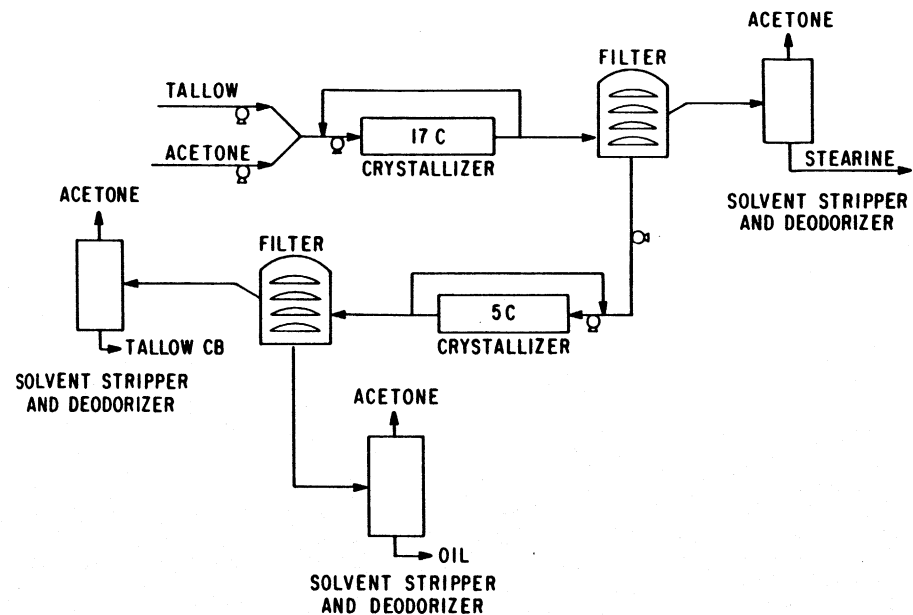 ACETONE
FILTER
TALLOW
17 C
ACETONE
CRYSTALLIZER
STEARINE
SOLVENT STRIPPER
AND DEODORIZER
ACETONE
FILTER
5 C
CRYSTALLIZER
TALLOW CB
SOLVENT STRIPPER
AND DEODORIZER
ACETONE
OIL
SOLVENT STRIPPER
AND DEODORIZER